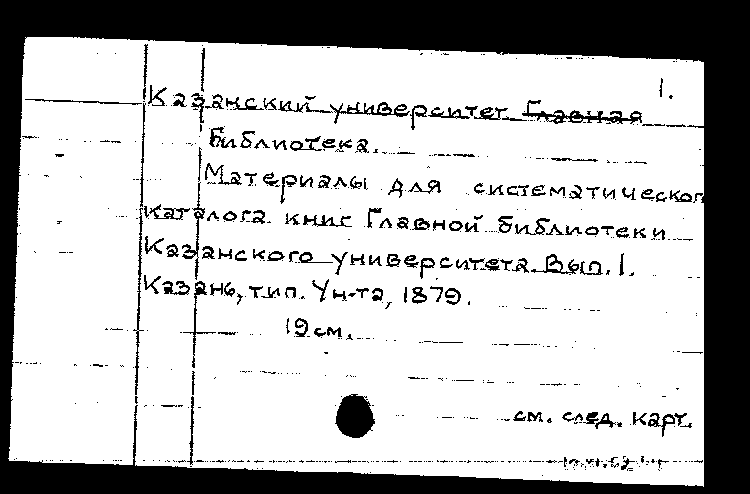 1.
Казанский университет. Главная
библиотека.
Материалы для систематическог
каталога книг Главной библиотеки
Казанского университета. Вып. 1.
Казань, тип. Ун-та, 1879.
19 см.
см. след. карт.